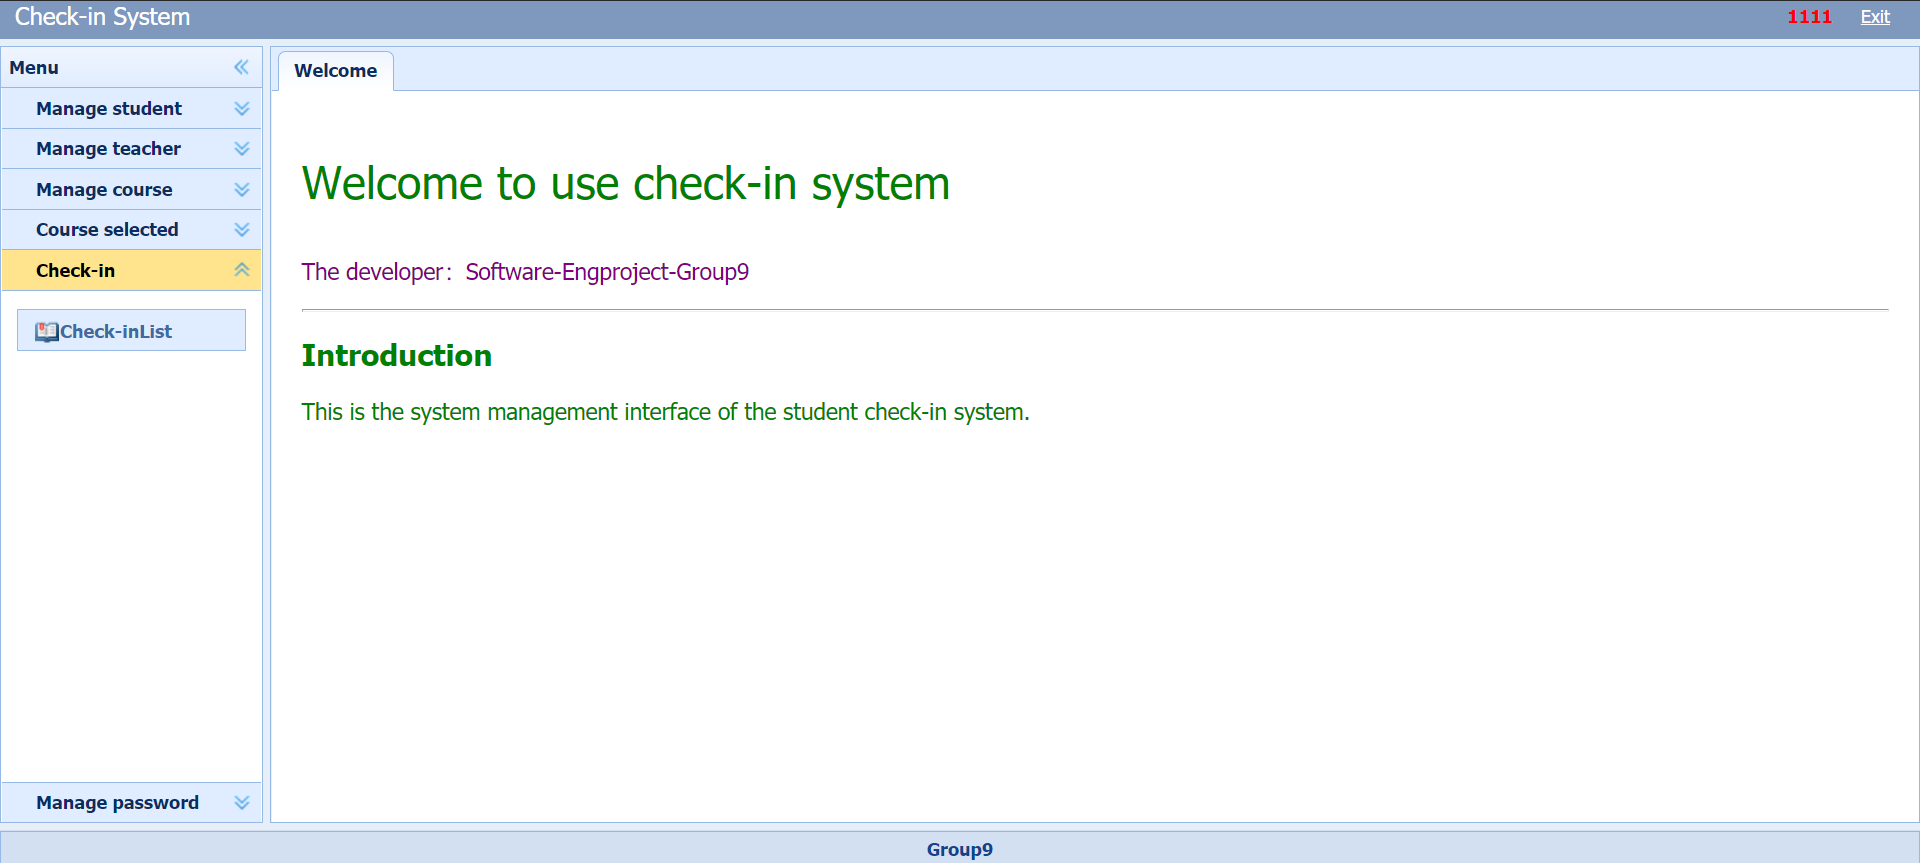 Check-in System
1111 Exit
Menu
Manage student
Manage teacher
Manage course
Course selected
Check-in
Check-inList
Manage password
Welcome
Welcome to use check-in system
The developer：Software-Engproject-Group9
Introduction
This is the system management interface of the student check-in system.
Group9